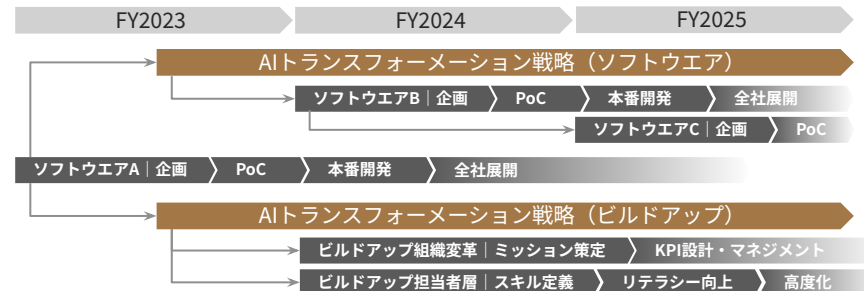 FY2023 FY2024 FY2025
AIトランスフォーメーション戦略（ソフトウエア）
ソフトウエアB｜企画 PoC 本番開発 全社展開
ソフトウエアC｜企画 PoC
ソフトウエアA｜企画 PoC 本番開発 全社展開
AIトランスフォーメーション戦略（ビルドアップ）
ビルドアップ組織変革｜ミッション策定 KPI設計・マネジメント
ビルドアップ担当者層｜スキル定義 リテラシー向上 高度化